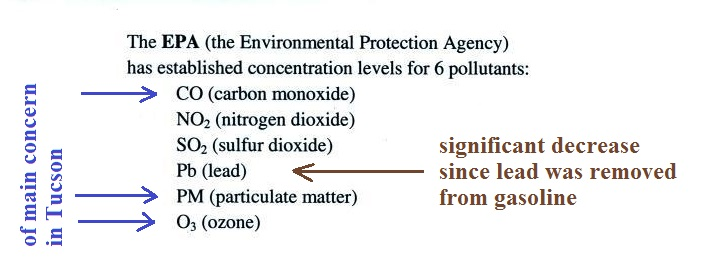 The EPA (the Environmental Protection Agency)
has established concentration levels for 6 pollutants:
CO (carbon monoxide)
NO₂ (nitrogen dioxide)
SO₂ (sulfur dioxide)
Pb (lead)
PM (particulate matter)
O₃ (ozone)
of main concern
in Tucson
significant decrease
since lead was removed
from gasoline